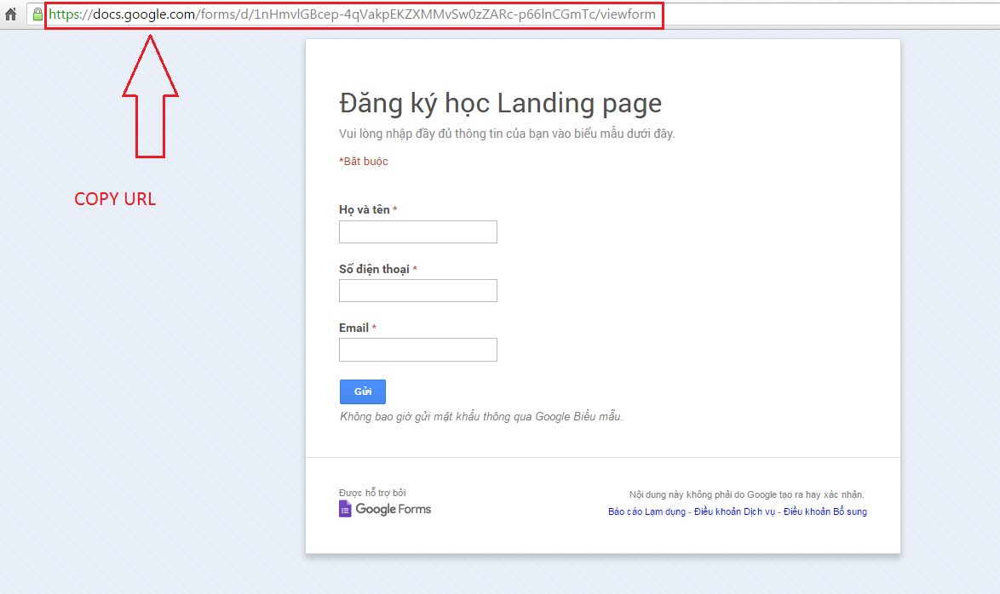 https://docs.google.com/forms/d/1nHmvlGBcep-4qVakpEKZXMMvSw0zZARc-p66lnCGmTc/viewform
COPY URL
Đăng ký học Landing page
Vui lòng nhập đầy đủ thông tin của bạn vào biểu mẫu dưới đây.
*Bắt buộc
Họ và tên *
Số điện thoại *
Email *
Gửi
Không bao giờ gửi mật khẩu thông qua Google Biểu mẫu.
Được hỗ trợ bởi
Google Forms
Nội dung này không phải do Google tạo ra hay xác nhận.
Báo cáo Lạm dụng - Điều khoản Dịch vụ - Điều khoản Bổ sung